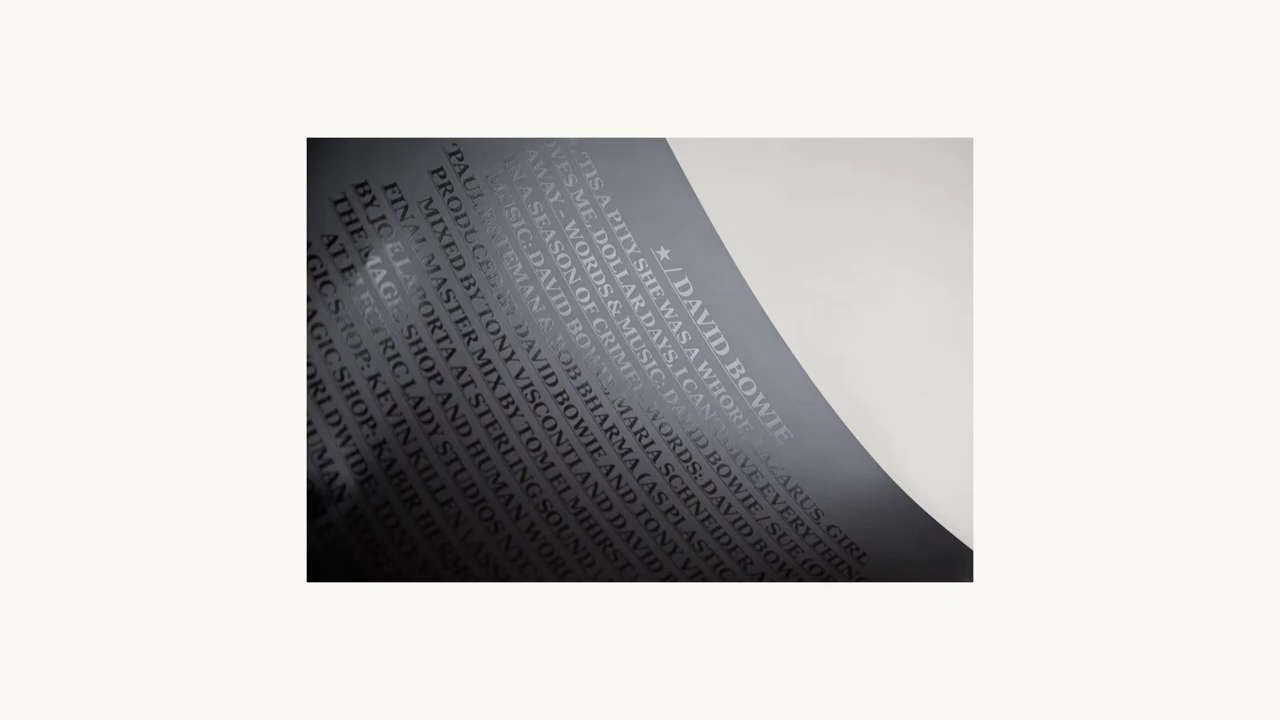 ★ / DAVID BOWIE
'TIS A PITY SHE WAS A WHORE, LAZARUS, GIRL
LOVES ME, DOLLAR DAYS, I CAN'T GIVE EVERYTHING
AWAY - WORDS & MUSIC: DAVID BOWIE / SUE (OR
IN A SEASON OF CRIME) - WORDS: DAVID BOWIE
MUSIC: DAVID BOWIE, MARIA SCHNEIDER,
PAUL BATEMAN & BOB BHARMA (AS PLASTIC
PRODUCED BY DAVID BOWIE AND TONY
MIXED BY TONY VISCONTI AND DAVID
FINAL MASTER MIX BY TOM ELMHIRST
BY JOE LAPORTA AT STERLING SOUND
THE MAGIC SHOP AND HUMAN
AT ELECTRIC LADY STUDIOS NYC
MAGIC SHOP: KEVIN KILLEN
MAGIC SHOP: KABIR
WORLDWIDE:
HUMAN